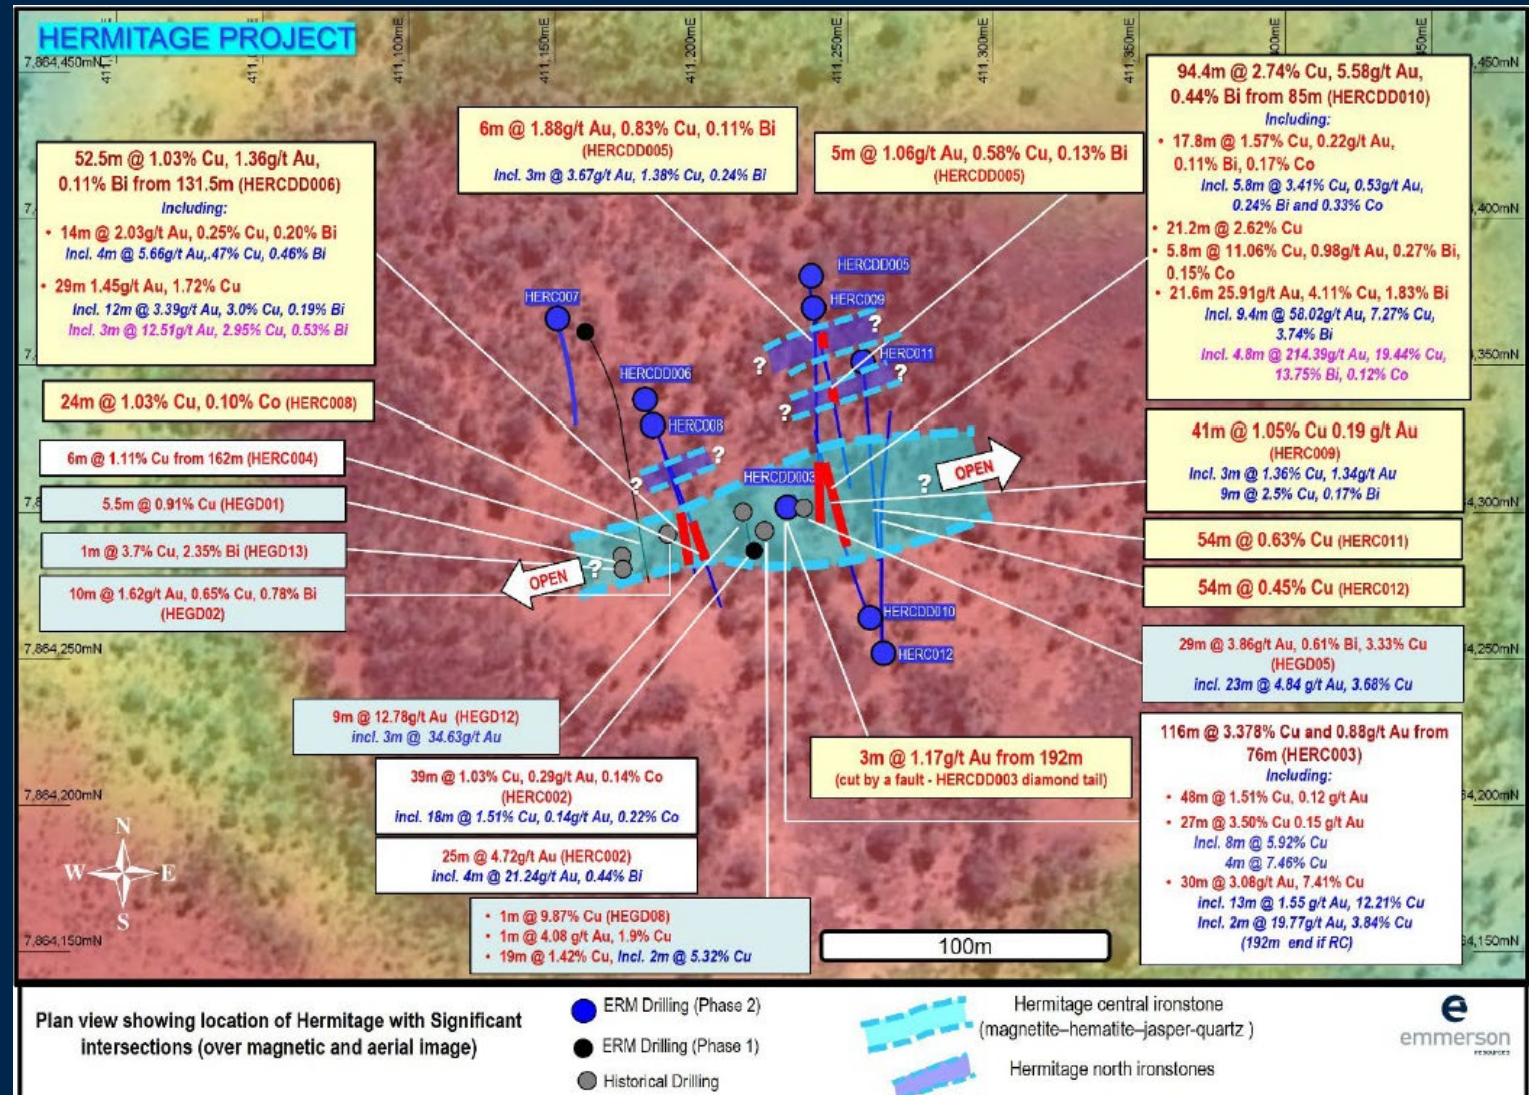 HERMITAGE PROJECT
7,864,450mN
411,100mE
411,150mE
411,200mE
411,250mE
411,300mE
411,350mE
52.5m @ 1.03% Cu, 1.36g/t Au,
0.11% Bi from 131.5m (HERCDD006)
Including:
• 14m @ 2.03g/t Au, 0.25% Cu, 0.20% Bi
Incl. 4m @ 5.66g/t Au,.47% Cu, 0.46% Bi
• 29m 1.45g/t Au, 1.72% Cu
Incl. 12m @ 3.39g/t Au, 3.0% Cu, 0.19% Bi
Incl. 3m @ 12.51g/t Au, 2.95% Cu, 0.53% Bi
24m @ 1.03% Cu, 0.10% Co (HERC008)
6m @ 1.11% Cu from 162m (HERC004)
5.5m @ 0.91% Cu (HEGD01)
1m @ 3.7% Cu, 2.35% Bi (HEGD13)
10m @ 1.62g/t Au, 0.65% Cu, 0.78% Bi
(HEGD02)
7,864,250mN
7,864,200mN
7,864,150mN
N
W
E
S
6m @ 1.88g/t Au, 0.83% Cu, 0.11% Bi
(HERCDD005)
Incl. 3m @ 3.67g/t Au, 1.38% Cu, 0.24% Bi
5m @ 1.06g/t Au, 0.58% Cu, 0.13% Bi
(HERCDD005)
HERCDD005
HERC009
HERC007
?
HERC011
?
?
HERCDD006
?
HERC008
?
?
HERCDD003
?
OPEN
?
OPEN
HERCDD010
HERC012
9m @ 12.78g/t Au (HEGD12)
incl. 3m @ 34.63g/t Au
39m @ 1.03% Cu, 0.29g/t Au, 0.14% Co
(HERC002)
incl. 18m @ 1.51% Cu, 0.14g/t Au, 0.22% Co
25m @ 4.72g/t Au (HERC002)
incl. 4m @ 21.24g/t Au, 0.44% Bi
• 1m @ 9.87% Cu (HEGD08)
• 1m @ 4.08 g/t Au, 1.9% Cu
• 19m @ 1.42% Cu, Incl. 2m @ 5.32% Cu
3m @ 1.17g/t Au from 192m
(cut by a fault - HERCDD003 diamond tail)
100m
94.4m @ 2.74% Cu, 5.58g/t Au,
0.44% Bi from 85m (HERCDD010)
Including:
• 17.8m @ 1.57% Cu, 0.22g/t Au,
0.11% Bi, 0.17% Co
Incl. 5.8m @ 3.41% Cu, 0.53g/t Au,
0.24% Bi and 0.33% Co
• 21.2m @ 2.62% Cu
• 5.8m @ 11.06% Cu, 0.98g/t Au, 0.27% Bi,
0.15% Co
• 21.6m 25.91g/t Au, 4.11% Cu, 1.83% Bi
Incl. 9.4m @ 58.02g/t Au, 7.27% Cu,
3.74% Bi
Incl. 4.8m @ 214.39g/t Au, 19.44% Cu,
13.75% Bi, 0.12% Co
41m @ 1.05% Cu 0.19 g/t Au
(HERC009)
Incl. 3m @ 1.36% Cu, 1.34g/t Au
9m @ 2.5% Cu, 0.17% Bi
54m @ 0.63% Cu (HERC011)
54m @ 0.45% Cu (HERC012)
29m @ 3.86g/t Au, 0.61% Bi, 3.33% Cu
(HEGD05)
incl. 23m @ 4.84 g/t Au, 3.68% Cu
116m @ 3.378% Cu and 0.88g/t Au from
76m (HERC003)
Including:
• 48m @ 1.51% Cu, 0.12 g/t Au
• 27m @ 3.50% Cu 0.15 g/t Au
Incl. 8m @ 5.92% Cu
4m @ 7.46% Cu
• 30m @ 3.08g/t Au, 7.41% Cu
incl. 13m @ 1.55 g/t Au, 12.21% Cu
Incl. 2m @ 19.77g/t Au, 3.84% Cu
(192m end if RC)
Plan view showing location of Hermitage with Significant
intersections (over magnetic and aerial image)
ERM Drilling (Phase 2)
ERM Drilling (Phase 1)
Historical Drilling
Hermitage central ironstone
(magnetite–hematite–jasper-quartz )
Hermitage north ironstones
emmerson
RESOURCES